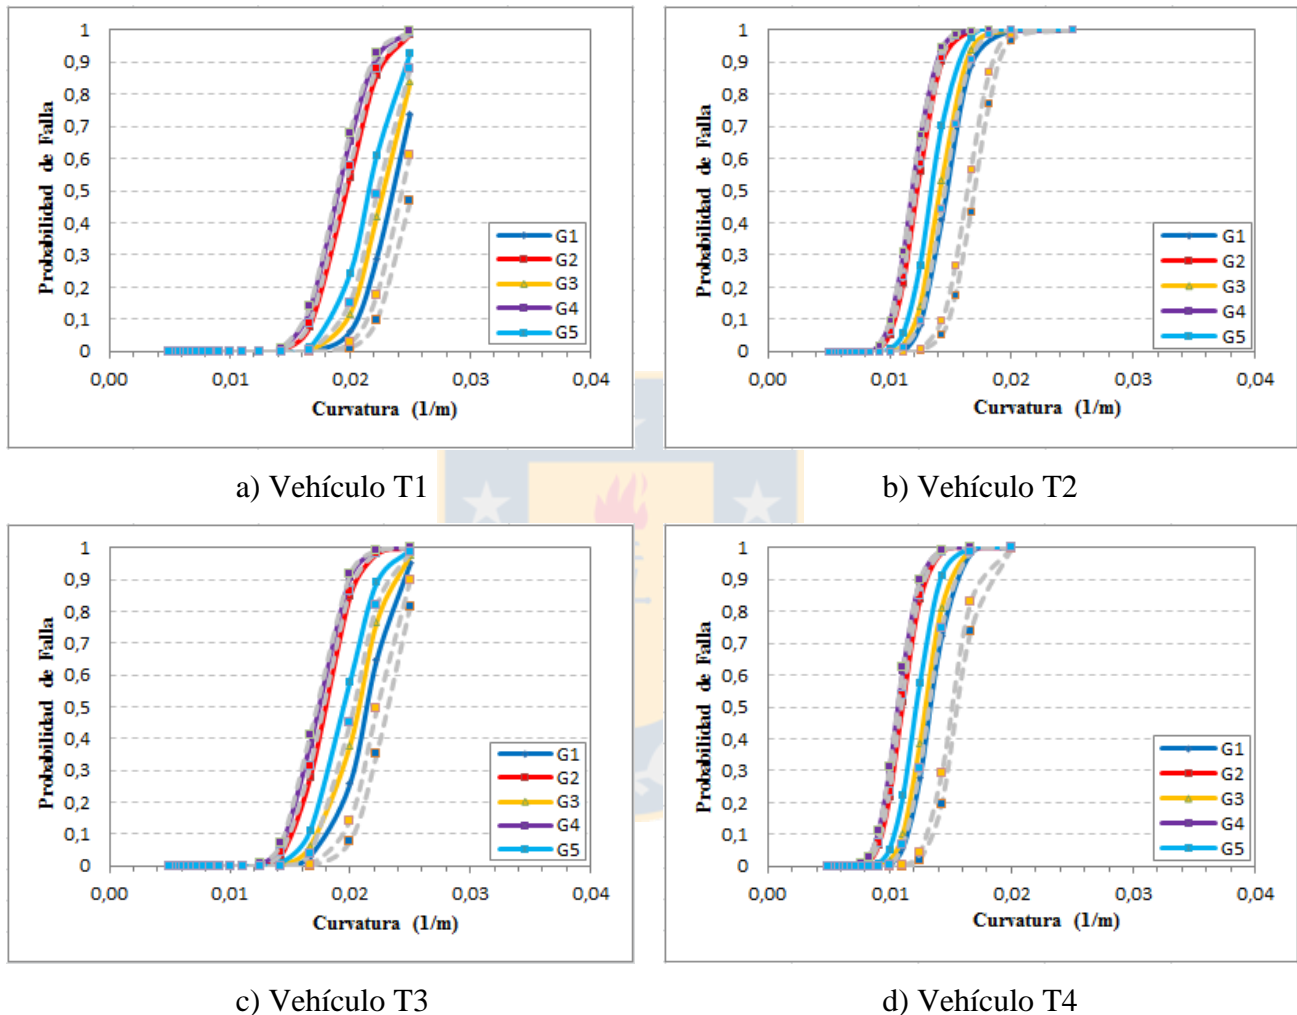 1
0,9
0,8
0,7
0,6
0,5
0,4
0,3
0,2
0,1
0
Probabilidad de Falla
0,00 0,01 0,02 0,03 0,04
Curvatura (1/m)
G1
G2
G3
G4
G5
a) Vehículo T1
1
0,9
0,8
0,7
0,6
0,5
0,4
0,3
0,2
0,1
0
Probabilidad de Falla
0,00 0,01 0,02 0,03 0,04
Curvatura (1/m)
G1
G2
G3
G4
G5
b) Vehículo T2
1
0,9
0,8
0,7
0,6
0,5
0,4
0,3
0,2
0,1
0
Probabilidad de Falla
0,00 0,01 0,02 0,03 0,04
Curvatura (1/m)
G1
G2
G3
G4
G5
c) Vehículo T3
1
0,9
0,8
0,7
0,6
0,5
0,4
0,3
0,2
0,1
0
Probabilidad de Falla
0,00 0,01 0,02 0,03 0,04
Curvatura (1/m)
G1
G2
G3
G4
G5
d) Vehículo T4